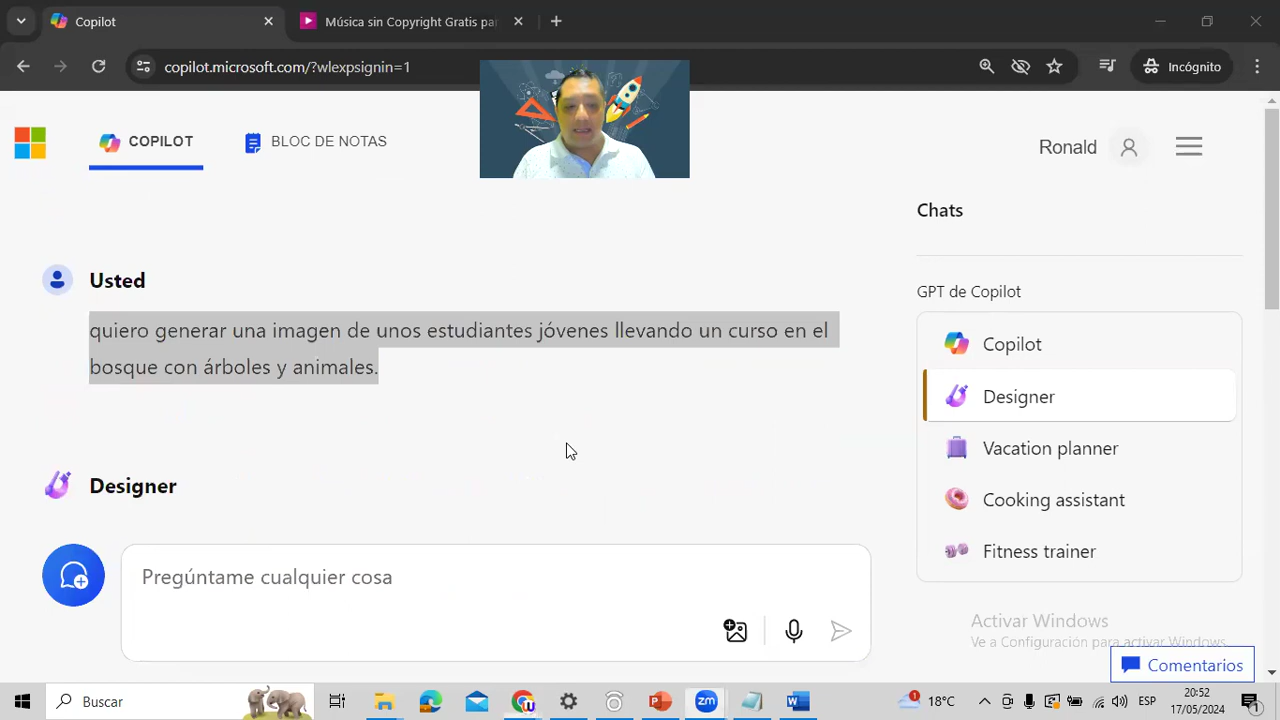 Copilot
Música sin Copyright Gratis par
copilot.microsoft.com/?wlexpsignin=1
Incógnito
COPILOT
BLOC DE NOTAS
Ronald
Chats
Usted
quiero generar una imagen de unos estudiantes jóvenes llevando un curso en el
bosque con árboles y animales.
GPT de Copilot
Copilot
Designer
Vacation planner
Cooking assistant
Fitness trainer
Designer
Pregúntame cualquier cosa
Activar Windows
Ve a Configuración para activar Windows.
Comentarios
Buscar
zm
18°C
ESP
20:52
17/05/2024